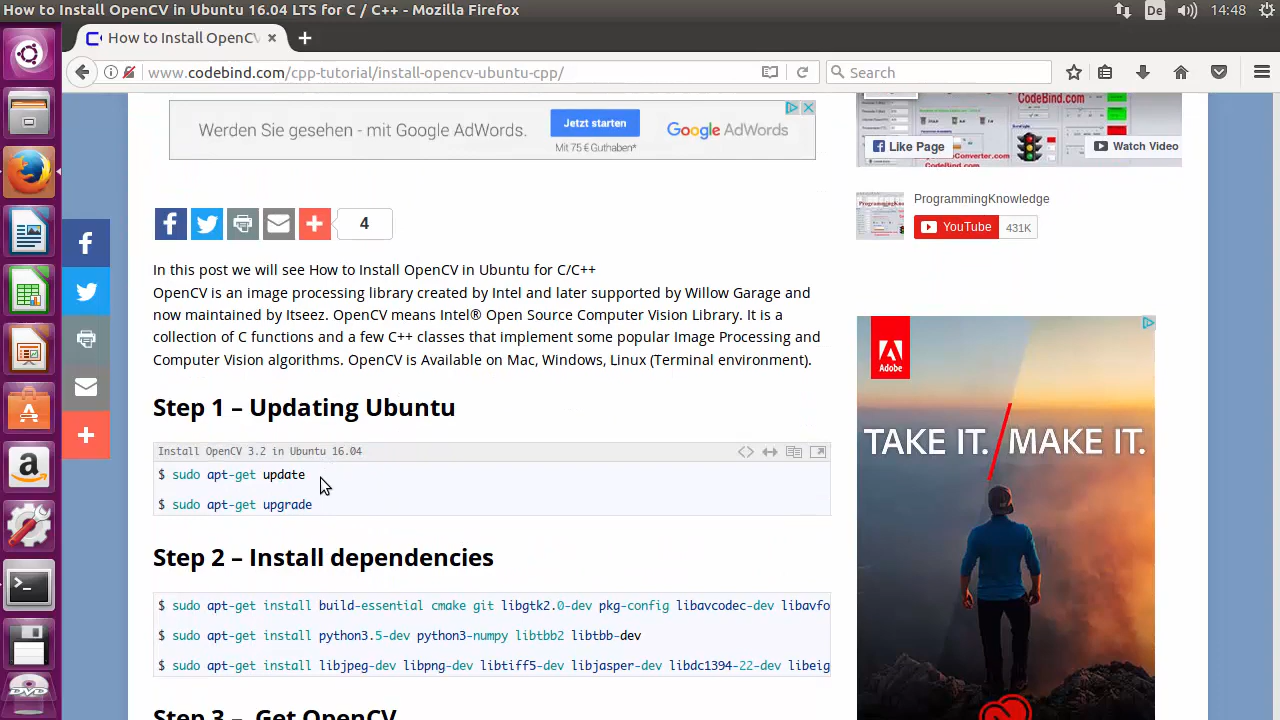 How to Install OpenCV in Ubuntu 16.04 LTS for C / C++ - Mozilla Firefox
De
14:48
How to Install OpenCV
www.codebind.com/cpp-tutorial/install-opencv-ubuntu-cpp/
Search
Werden Sie gesehen - mit Google AdWords.
Jetzt starten
Mit 75 € Guthaben*
Google AdWords
CodeBind.com
Like Page
Watch Video
4
ProgrammingKnowledge
YouTube
431K
In this post we will see How to Install OpenCV in Ubuntu for C/C++
OpenCV is an image processing library created by Intel and later supported by Willow Garage and
now maintained by Itseez. OpenCV means Intel® Open Source Computer Vision Library. It is a
collection of C functions and a few C++ classes that implement some popular Image Processing and
Computer Vision algorithms. OpenCV is Available on Mac, Windows, Linux (Terminal Environment).
Step 1 – Updating Ubuntu
Install OpenCV 3.2 in Ubuntu 16.04
$ sudo apt-get update
$ sudo apt-get upgrade
Step 2 – Install dependencies
$ sudo apt-get install build-essential cmake git libgtk2.0-dev pkg-config libavcodec-dev libavfo
$ sudo apt-get install python3.5-dev python3-numpy libtbb2 libtbb-dev
$ sudo apt-get install libjpeg-dev libpng-dev libtiff5-dev libjasper-dev libdc1394-22-dev libeig
Step 3 – Get OpenCV
Adobe
TAKE IT. / MAKE IT.